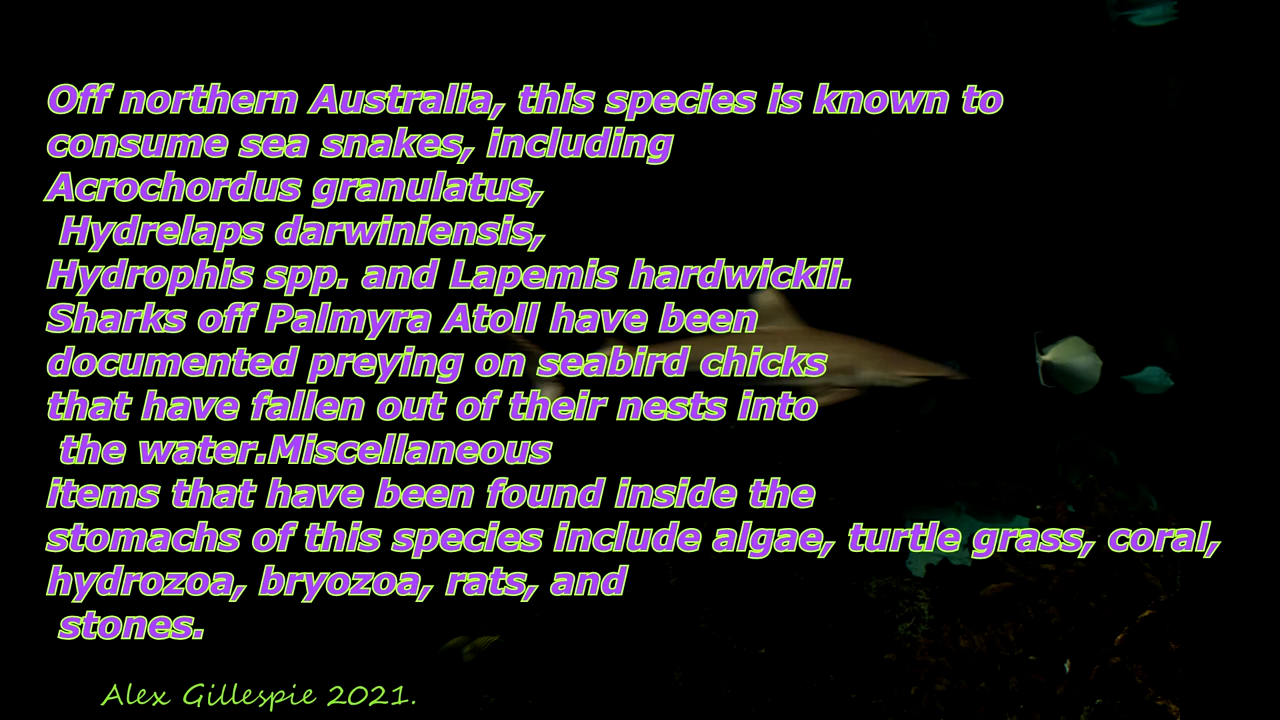 Off northern Australia, this species is known to
consume sea snakes, including
Acrochordus granulatus,
Hydrelaps darwiniensis,
Hydrophis spp. and Lapemis hardwickii.
Sharks off Palmyra Atoll have been
documented preying on seabird chicks
that have fallen out of their nests into
the water.Miscellaneous
items that have been found inside the
stomachs of this species include algae, turtle grass, coral,
hydrozoa, bryozoa, rats, and
stones.
Alex Gillespie 2021.